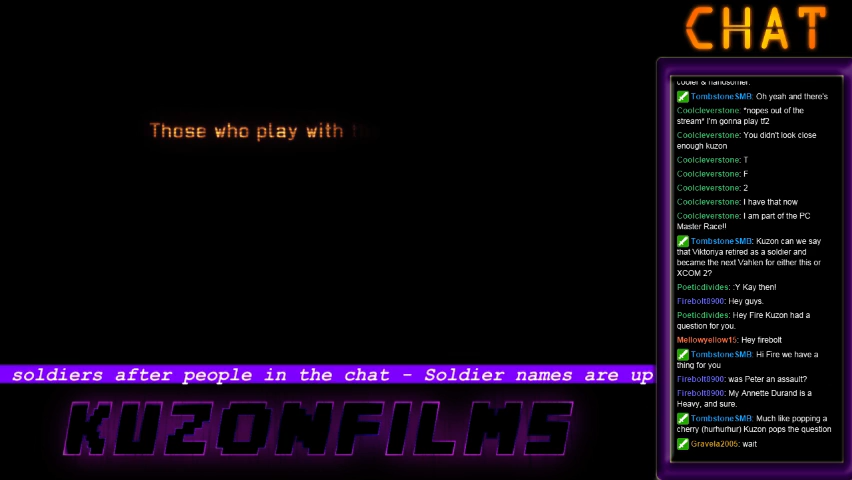 CHAT
Those who play with
cooler & handsomer.
TombstoneSMB: Oh yeah and there's
Coolcleverstone: *nopes out of the
stream* I'm gonna play tf2
Coolcleverstone: You didn't look close
enough kuzon
Coolcleverstone: T
Coolcleverstone: F
Coolcleverstone: 2
Coolcleverstone: I have that now
Coolcleverstone: I am part of the PC
Master Race!!
TombstoneSMB: Kuzon can we say
that Viktoriya retired as a soldier and
became the next Vahlen for either this or
XCOM 2?
Poeticdivides: :Y Kay then!
Firebolt0900: Hey guys.
Poeticdivides: Hey Fire Kuzon had a
question for you.
Mellowyellow15: Hey firebolt
TombstoneSMB: Hi Fire we have a
thing for you
Firebolt0900: was Peter an assault?
Firebolt0900: My Annette Durand is a
Heavy, and sure.
TombstoneSMB: Much like popping a
cherry (hurhurhur) Kuzon pops the question
Gravela2005: wait
soldiers after people in the chat - Soldier names are up
KUZONFILMS